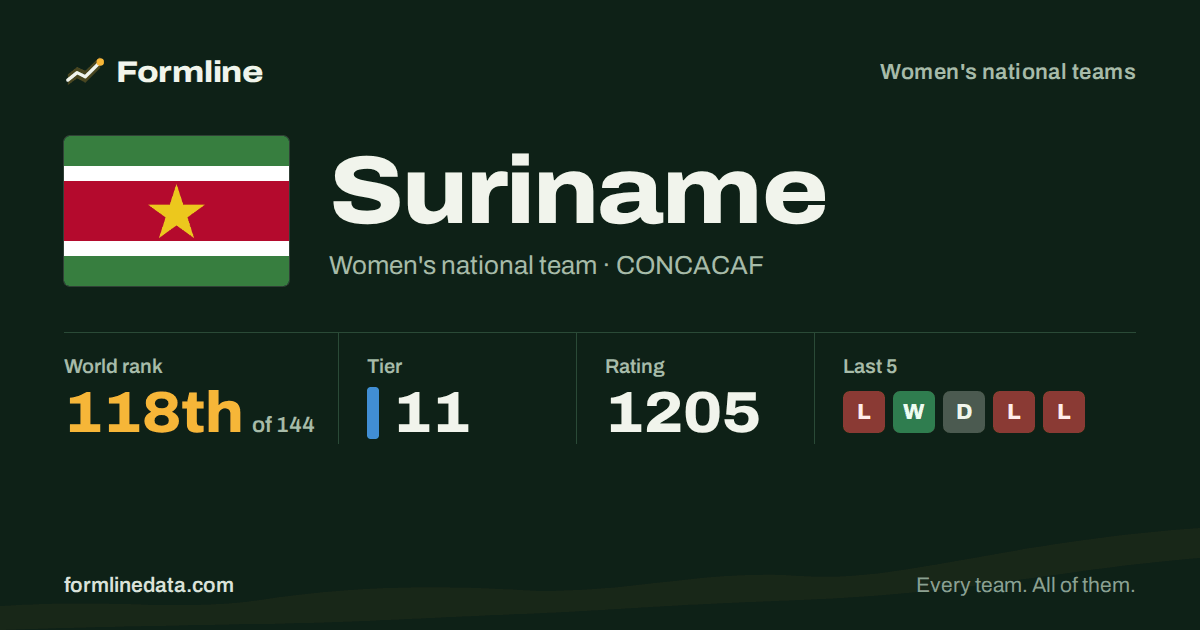 Formline
Women's national teams
Suriname
Women's national team · CONCACAF
World rank
118th of 144
Tier
11
Rating
1205
Last 5
L W D L L
formlinedata.com
Every team. All of them.